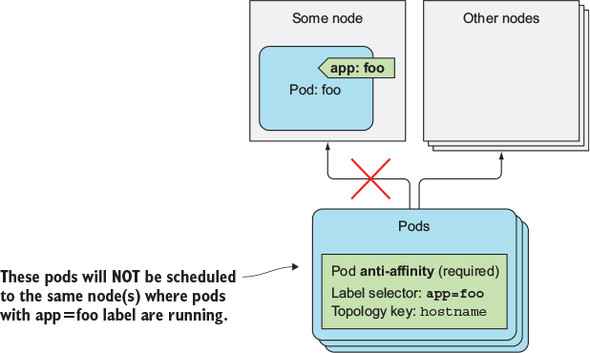 Some node
Other nodes
app: foo
Pod: foo
Pods
Pod anti-affinity (required)
Label selector: app=foo
Topology key: hostname
These pods will NOT be scheduled
to the same node(s) where pods
with app=foo label are running.